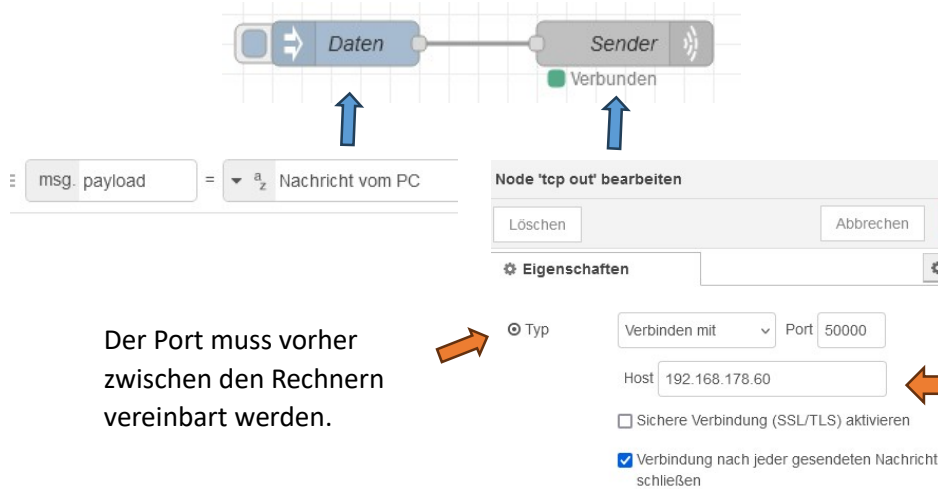 Daten
Sender
Verbunden
msg. payload = a z Nachricht vom PC
Node 'tcp out' bearbeiten
Löschen
Abbrechen
Eigenschaften
Der Port muss vorher
zwischen den Rechnern
vereinbart werden.
Typ
Verbinden mit
Port 50000
Host 192.168.178.60
Sichere Verbindung (SSL/TLS) aktivieren
Verbindung nach jeder gesendeten Nachricht
schließen